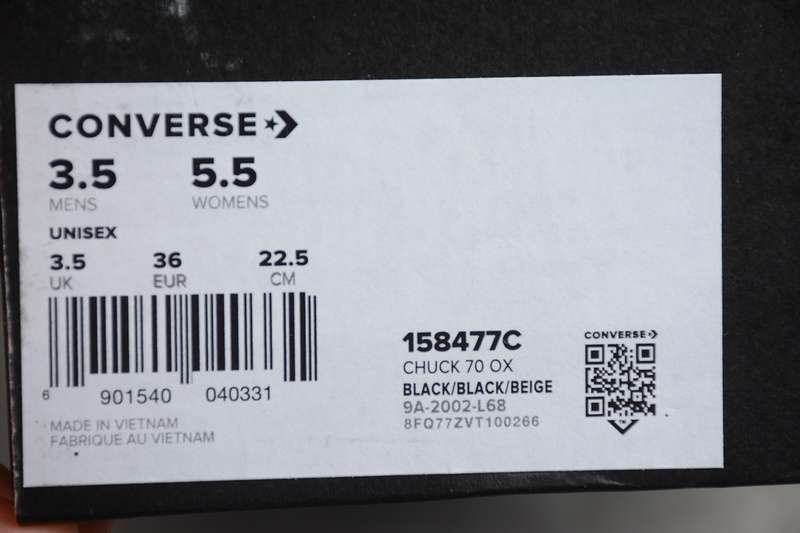 CONVERSE
3.5 5.5
MENS WOMENS
UNISEX
3.5 36 22.5
UK EUR CM
6 901540 040331
MADE IN VIETNAM
FABRIQUE AU VIETNAM
158477C
CHUCK 70 OX
BLACK/BLACK/BEIGE
9A-2002-L68
8FQ77ZVT100266
CONVERSE